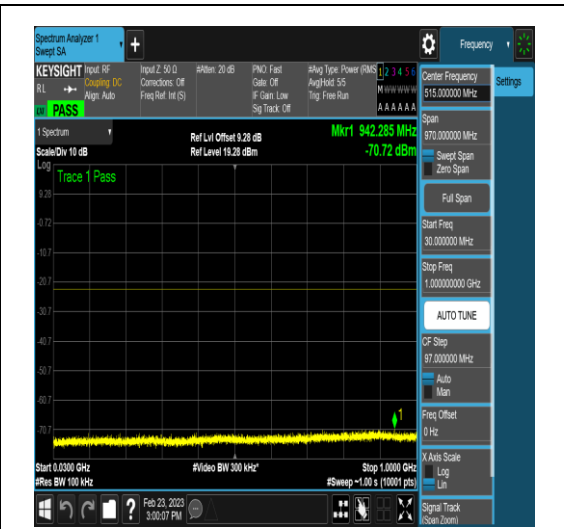 Spectrum Analyzer 1
Swept SA
Frequency
KEYSIGHT
RL
Input: RF
Coupling: DC
Align: Auto
Input Z: 50 Ω
Corrections: Off
Freq Ref: Int (S)
#Atten: 20 dB
PNO: Fast
Gate: Off
IF Gain: Low
Sig Track: Off
#Avg Type: Power (RMS
Avg|Hold: 5/5
Trig: Free Run
1 2 3 4 5 6
M W W W W W
A A A A A A
PASS
1 Spectrum
Scale/Div 10 dB
Ref Lvl Offset 9.28 dB
Ref Level 19.28 dBm
Mkr1 942.285 MHz
-70.72 dBm
Log
Trace 1 Pass
9.28
-0.72
-10.7
-20.7
-30.7
-40.7
-50.7
-60.7
-70.7
1
Start 0.0300 GHz
#Res BW 100 kHz
#Video BW 300 kHz*
Stop 1.0000 GHz
#Sweep ~1.00 s (10001 pts)
Feb 23, 2023
3:00:07 PM
Center Frequency
515.000000 MHz
Settings
Span
970.000000 MHz
Swept Span
Zero Span
Full Span
Start Freq
30.000000 MHz
Stop Freq
1.000000000 GHz
AUTO TUNE
CF Step
97.000000 MHz
Auto
Man
Freq Offset
0 Hz
X Axis Scale
Log
Lin
Signal Track
(Span Zoom)